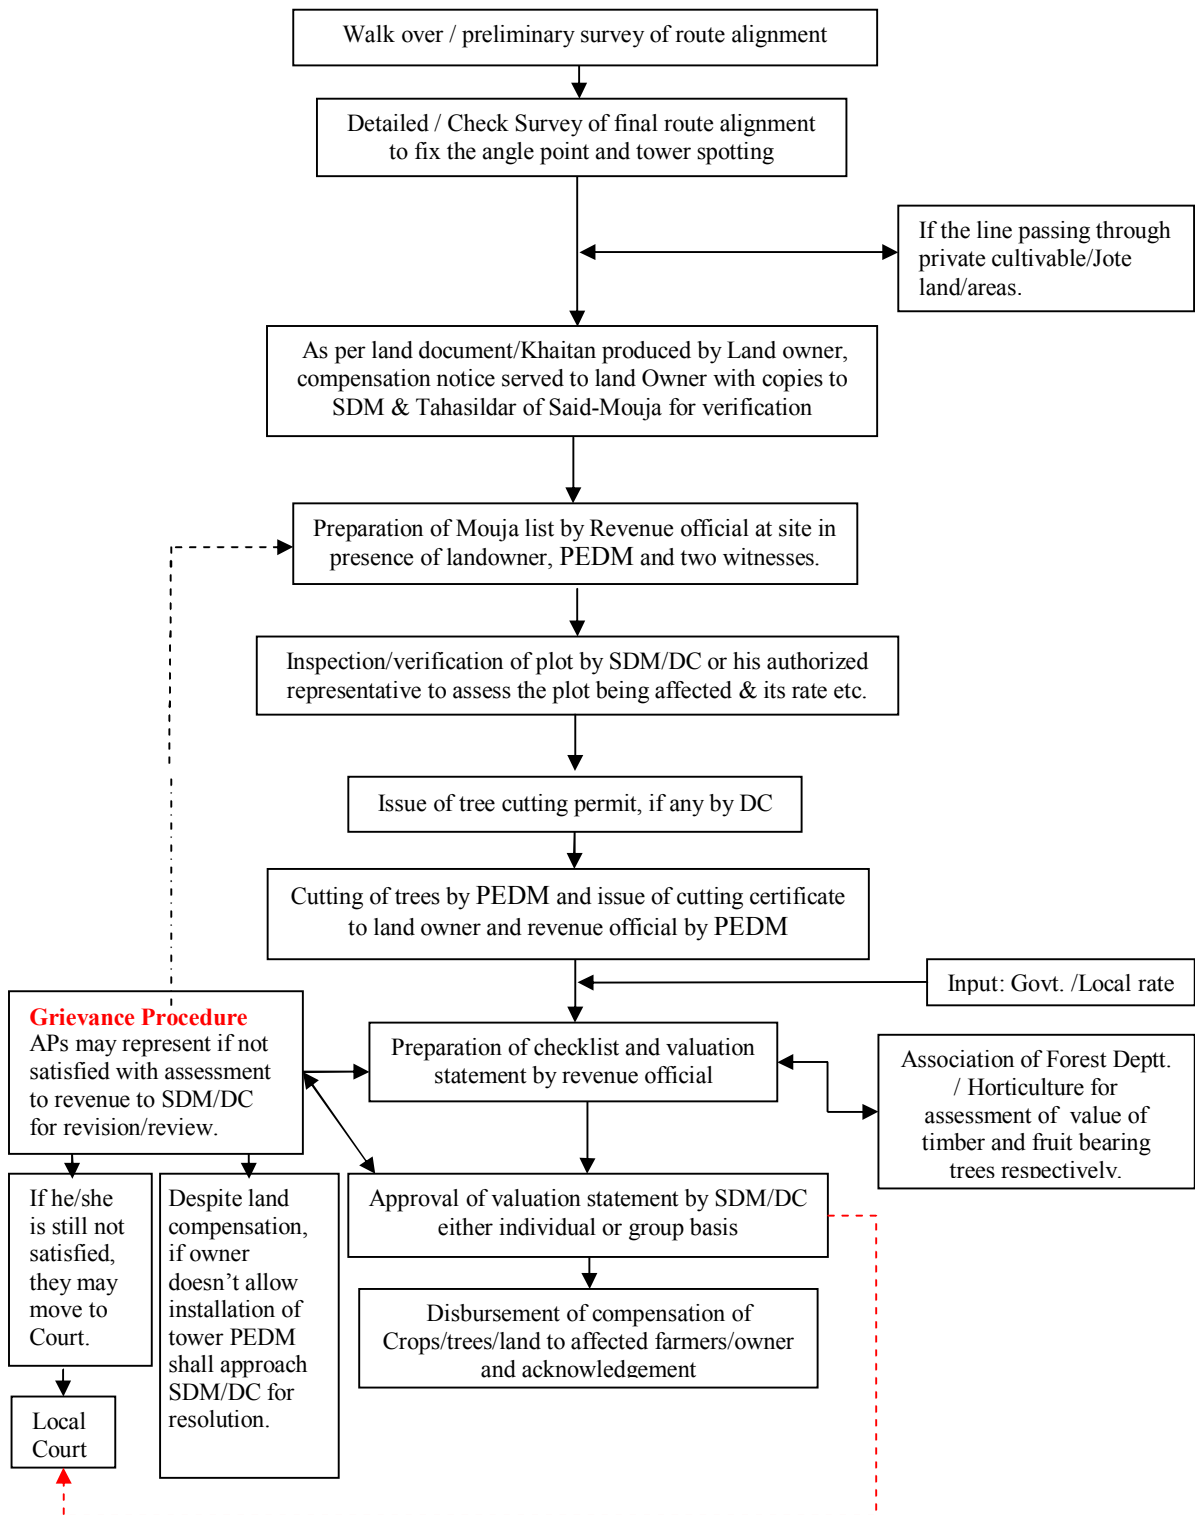 Walk over / preliminary survey of route alignment
Detailed / Check Survey of final route alignment
to fix the angle point and tower spotting
If the line passing through
private cultivable/Jote
land/areas.
As per land document/Khaitan produced by Land owner,
compensation notice served to land Owner with copies to
SDM & Tahasildar of Said-Mouja for verification
Preparation of Mouja list by Revenue official at site in
presence of landowner, PEDM and two witnesses.
Inspection/verification of plot by SDM/DC or his authorized
representative to assess the plot being affected & its rate etc.
Issue of tree cutting permit, if any by DC
Cutting of trees by PEDM and issue of cutting certificate
to land owner and revenue official by PEDM
Input: Govt. /Local rate
Grievance Procedure
APs may represent if not
satisfied with assessment
to revenue to SDM/DC
for revision/review.
Preparation of checklist and valuation
statement by revenue official
Association of Forest Deptt.
/ Horticulture for
assessment of value of
timber and fruit bearing
trees respectively.
If he/she
is still not
satisfied,
they may
move to
Court.
Despite land
compensation,
if owner
doesn't allow
installation of
tower PEDM
shall approach
SDM/DC for
resolution.
Approval of valuation statement by SDM/DC
either individual or group basis
Disbursement of compensation of
Crops/trees/land to affected farmers/owner
and acknowledgement
Local
Court